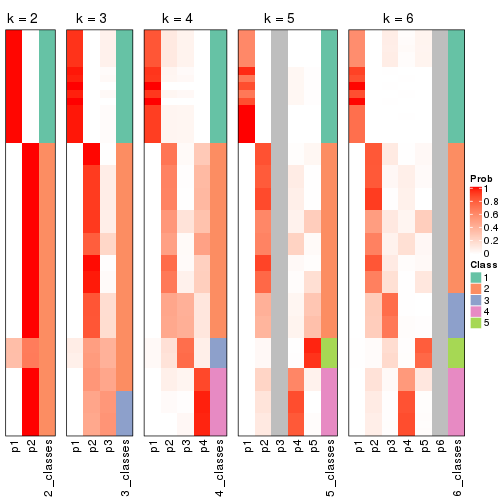 k = 2 k = 3 k = 4 k = 5 k = 6
Prob
1
0.8
0.6
0.4
0.2
0
Class
1
2
3
4
5
p1 p2 2_classes p1 p2 p3 3_classes p1 p2 p3 p4 4_classes p1 p2 p3 p4 p5 5_classes p1 p2 p3 p4 p5 p6 6_classes